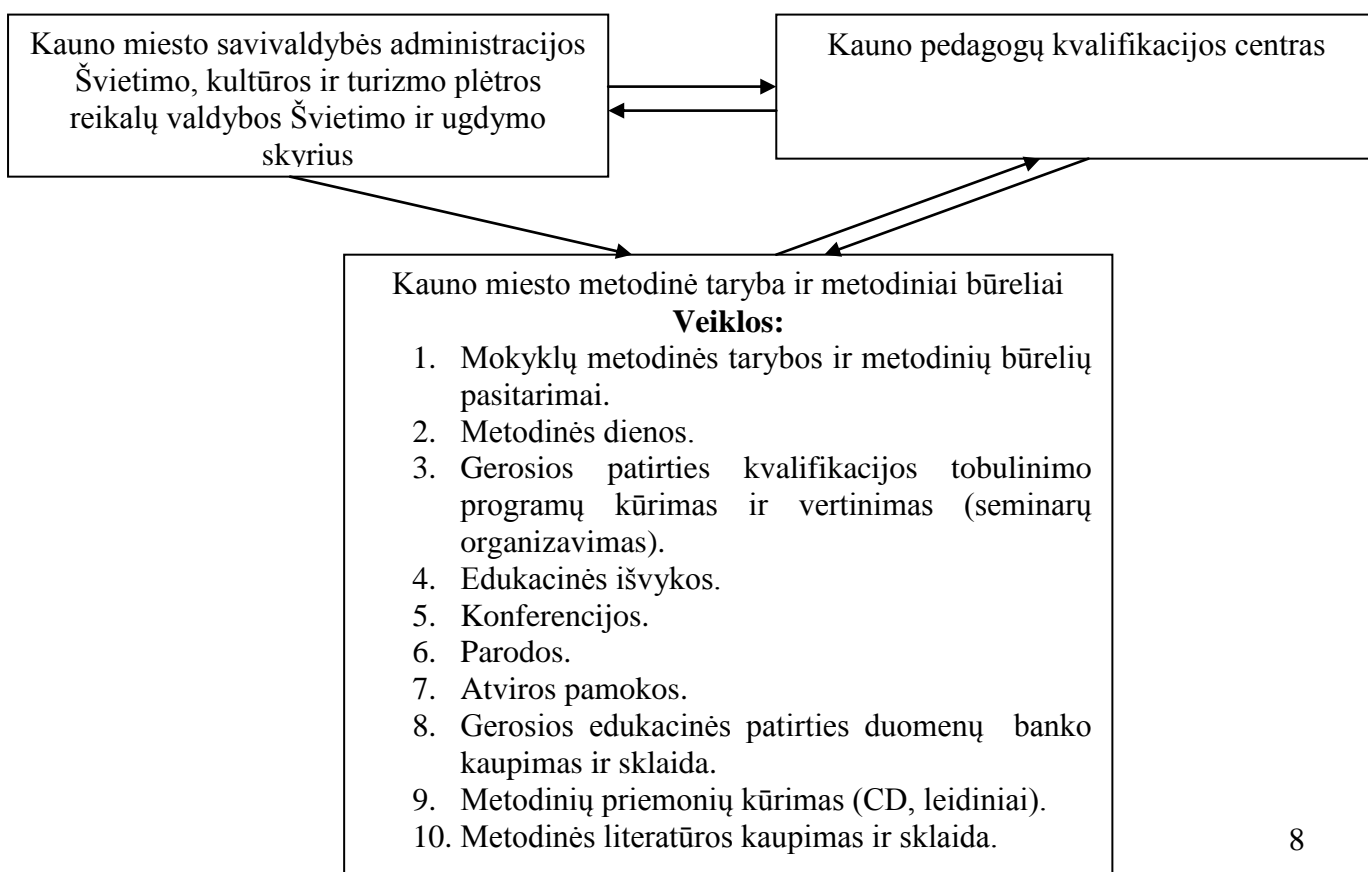 Kauno miesto savivaldybės administracijos
Švietimo, kultūros ir turizmo plėtros
reikalų valdybos Švietimo ir ugdymo
skyrius
Kauno pedagogų kvalifikacijos centras
Kauno miesto metodinė taryba ir metodiniai būreliai
Veiklos:
1. Mokyklų metodinės tarybos ir metodinių būrelių
pasitarimai.
2. Metodinės dienos.
3. Gerosios patirties kvalifikacijos tobulinimo
programų kūrimas ir vertinimas (seminarų
organizavimas).
4. Edukacinės išvykos.
5. Konferencijos.
6. Parodos.
7. Atviros pamokos.
8. Gerosios edukacinės patirties duomenų banko
kaupimas ir sklaida.
9. Metodinių priemonių kūrimas (CD, leidiniai).
10. Metodinės literatūros kaupimas ir sklaida.
8